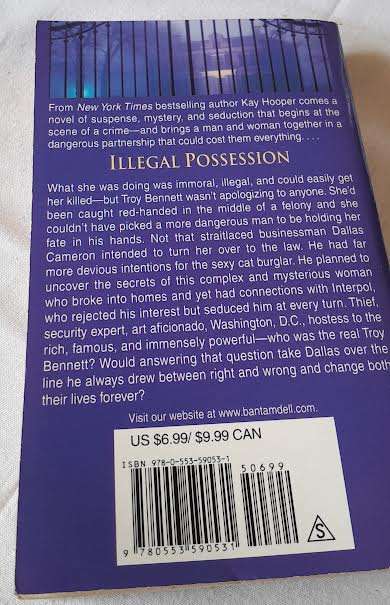 From New York Times bestselling author Kay Hooper comes a
novel of suspense, mystery, and seduction that begins at the
scene of a crime—and brings a man and woman together in a
dangerous partnership that could cost them everything. . . .
ILLEGAL POSSESSION
What she was doing was immoral, illegal, and could easily get
her killed—but Troy Bennett wasn't apologizing to anyone. She'd
been caught red-handed in the middle of a felony and she
couldn't have picked a more dangerous man to be holding her
fate in his hands. Not that straitlaced businessman Dallas
Cameron intended to turn her over to the law. He had far
more devious intentions for the sexy cat burglar. He planned to
uncover the secrets of this complex and mysterious woman
who broke into homes and yet had connections with Interpol,
who rejected his interest but seduced him at every turn. Thief,
security expert, art aficionado, Washington, D.C., hostess to the
rich, famous, and immensely powerful—who was the real Troy
Bennett? Would answering that question take Dallas over the
line he always drew between right and wrong and change both
their lives forever?
Visit our website at www.bantamdell.com.
US $6.99/ $9.99 CAN
ISBN 978-0-553-59053-1
50699
9 780553 590531
S